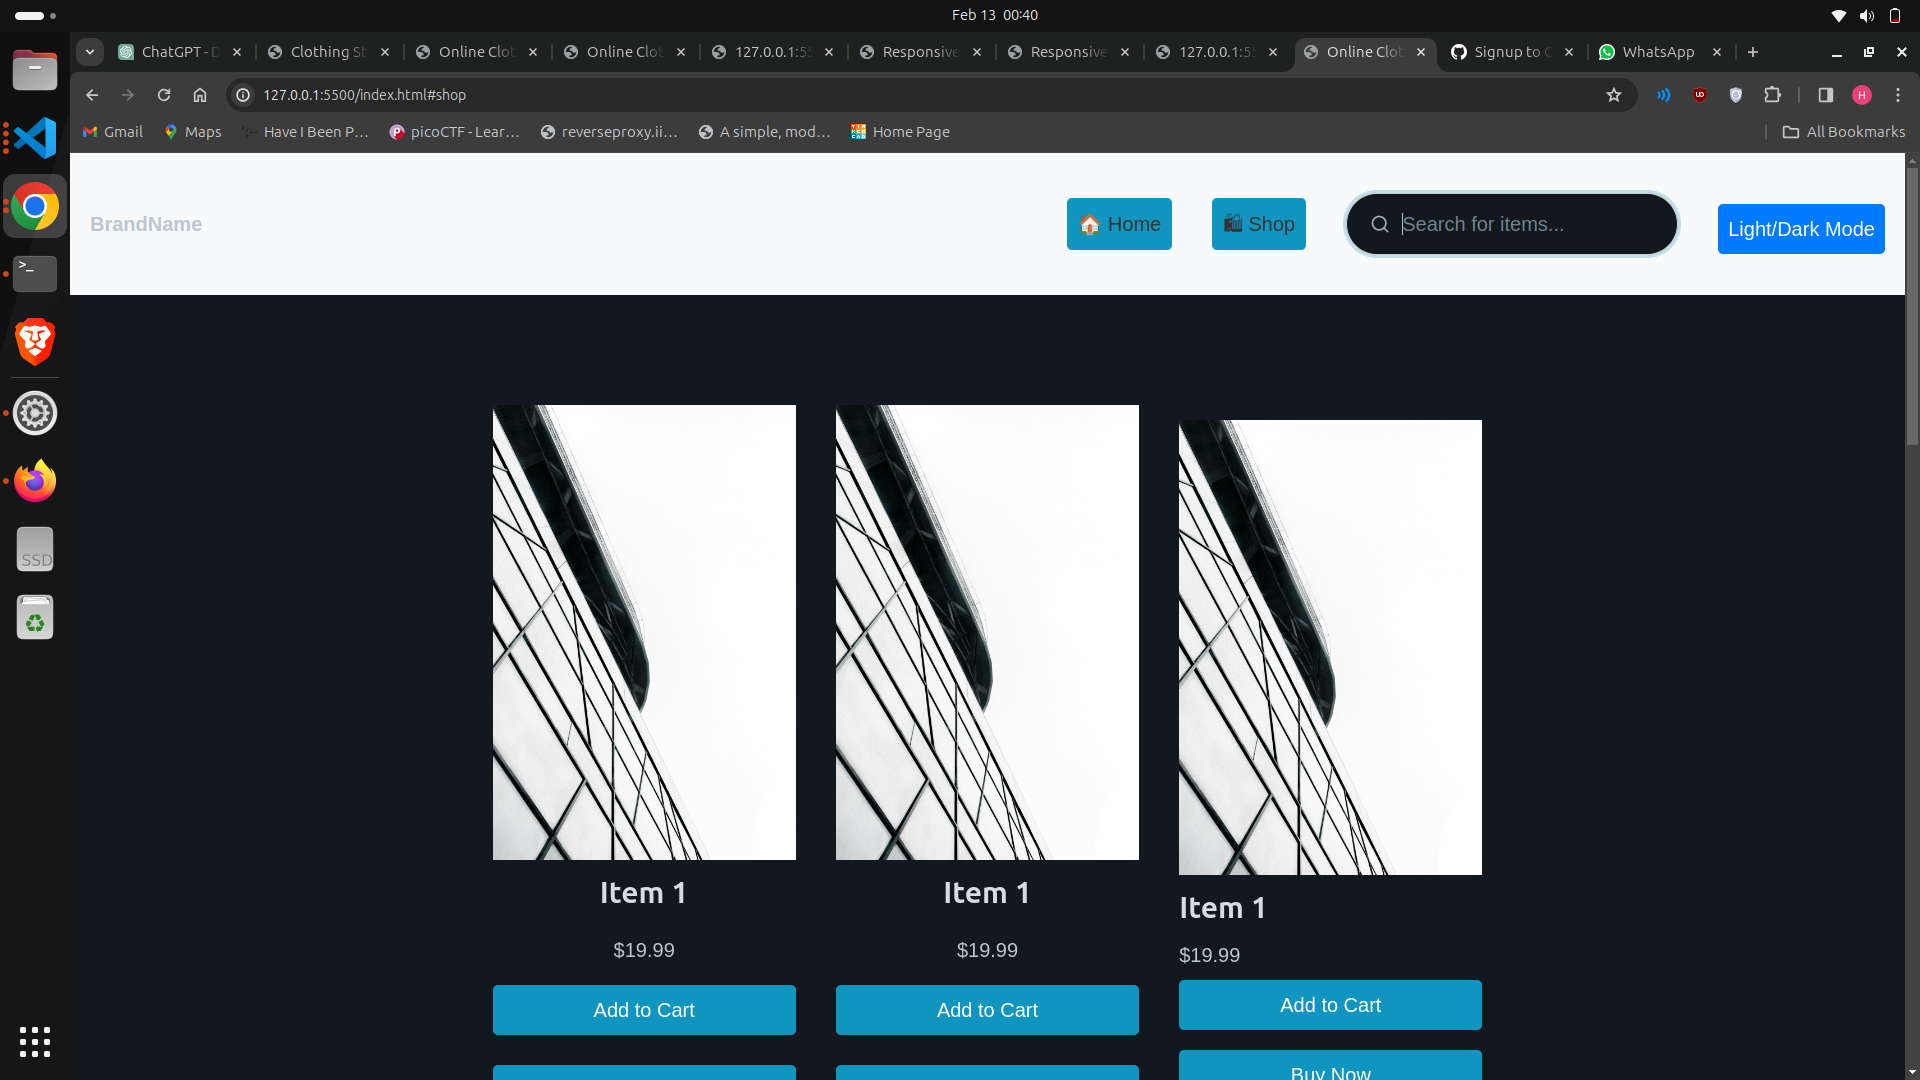 Feb 13 00:40
ChatGPT - D
Clothing St
Online Clot
Online Clot
127.0.0.1:55
Responsive
Responsive
127.0.0.1:55
Online Clot
Signup to C
WhatsApp
127.0.0.1:5500/index.html#shop
H
Gmail
Maps
Have I Been P...
picoCTF - Lear...
reverseproxy.ii...
A simple, mod...
Home Page
All Bookmarks
BrandName
Home
Shop
Search for items...
Light/Dark Mode
SSD
Item 1
$19.99
Add to Cart
Item 1
$19.99
Add to Cart
Item 1
$19.99
Add to Cart
Buy Now